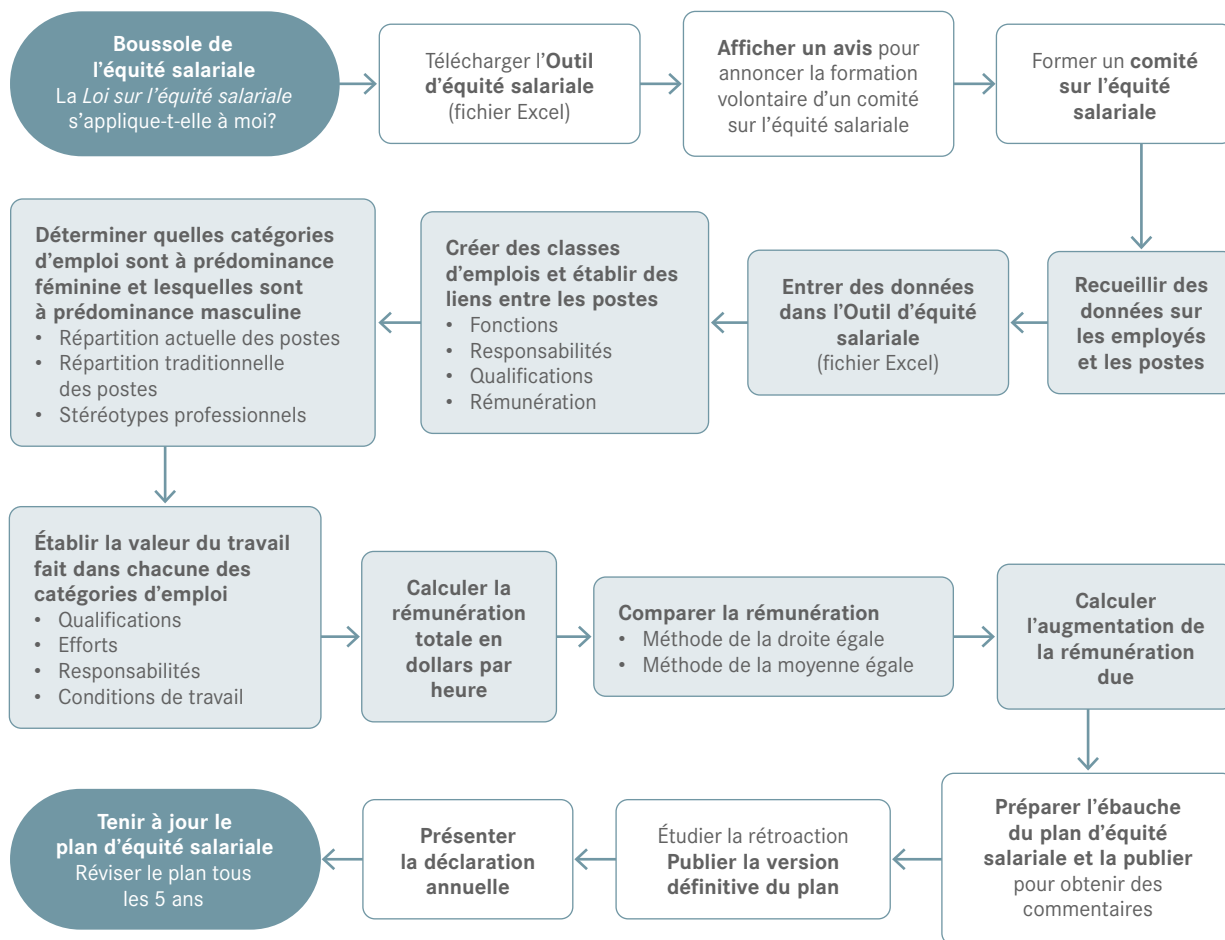 Boussole de
l'équité salariale
La Loi sur l'équité salariale
s'applique-t-elle à moi?
Télécharger l'Outil
d'équité salariale
(fichier Excel)
Afficher un avis pour
annoncer la formation
volontaire d'un comité
sur l'équité salariale
Former un comité
sur l'équité
salariale
Recueillir des
données sur
les employés
et les postes
Entrer des données
dans l'Outil d'équité
salariale
(fichier Excel)
Créer des classes
d'emplois et établir des
liens entre les postes
• Fonctions
• Responsabilités
• Qualifications
• Rémunération
Déterminer quelles catégories
d'emploi sont à prédominance
féminine et lesquelles sont
à prédominance masculine
• Répartition actuelle des postes
• Répartition traditionnelle
des postes
• Stéréotypes professionnels
Établir la valeur du travail
fait dans chacune des
catégories d'emploi
• Qualifications
• Efforts
• Responsabilités
• Conditions de travail
Calculer la
rémunération
totale en
dollars par
heure
Comparer la rémunération
• Méthode de la droite égale
• Méthode de la moyenne égale
Calculer
l'augmentation de
la rémunération
due
Préparer l'ébauche
du plan d'équité
salariale et la publier
pour obtenir des
commentaires
Étudier la rétroaction
Publier la version
définitive du plan
Présenter
la déclaration
annuelle
Tenir à jour le
plan d'équité salariale
Réviser le plan tous
les 5 ans